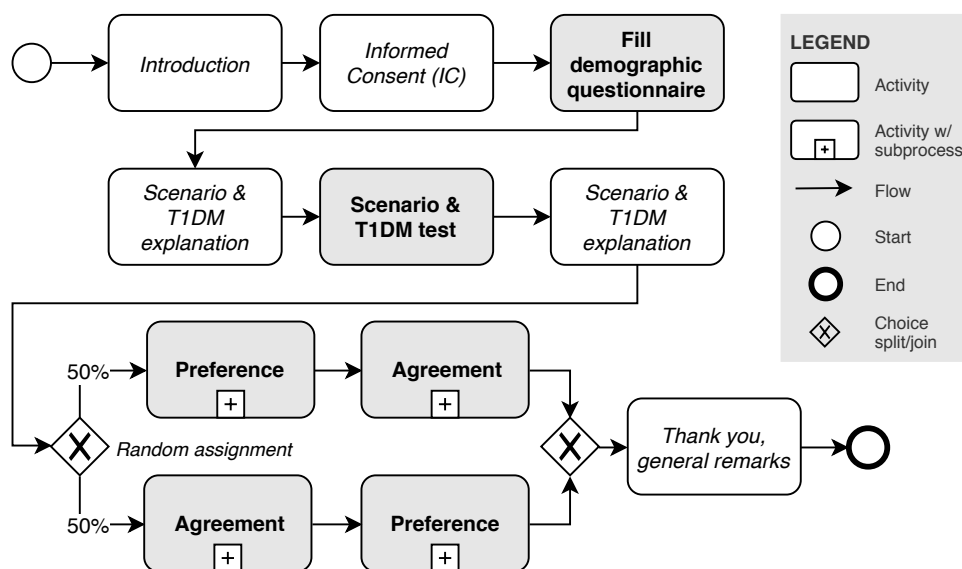 Introduction
Informed
Consent (IC)
Fill
demographic
questionnaire
LEGEND
Activity
Activity w/
subprocess
Flow
Start
End
Choice
split/join
Scenario &
T1DM
explanation
Scenario &
T1DM test
Scenario &
T1DM
explanation
50%
Preference
+
Agreement
+
X
Random assignment
X
Thank you,
general remarks
50%
Agreement
+
Preference
+